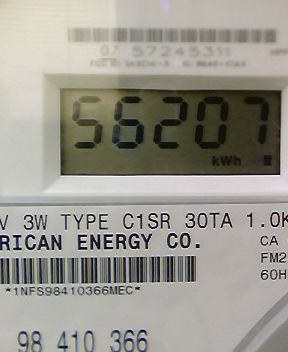 07 57245311
56207
kWh
V 3W TYPE C1SR 30TA 1.0K
RICAN ENERGY CO.
CA
FM2
60H
*1NFS98410366MEC*
98 410 366